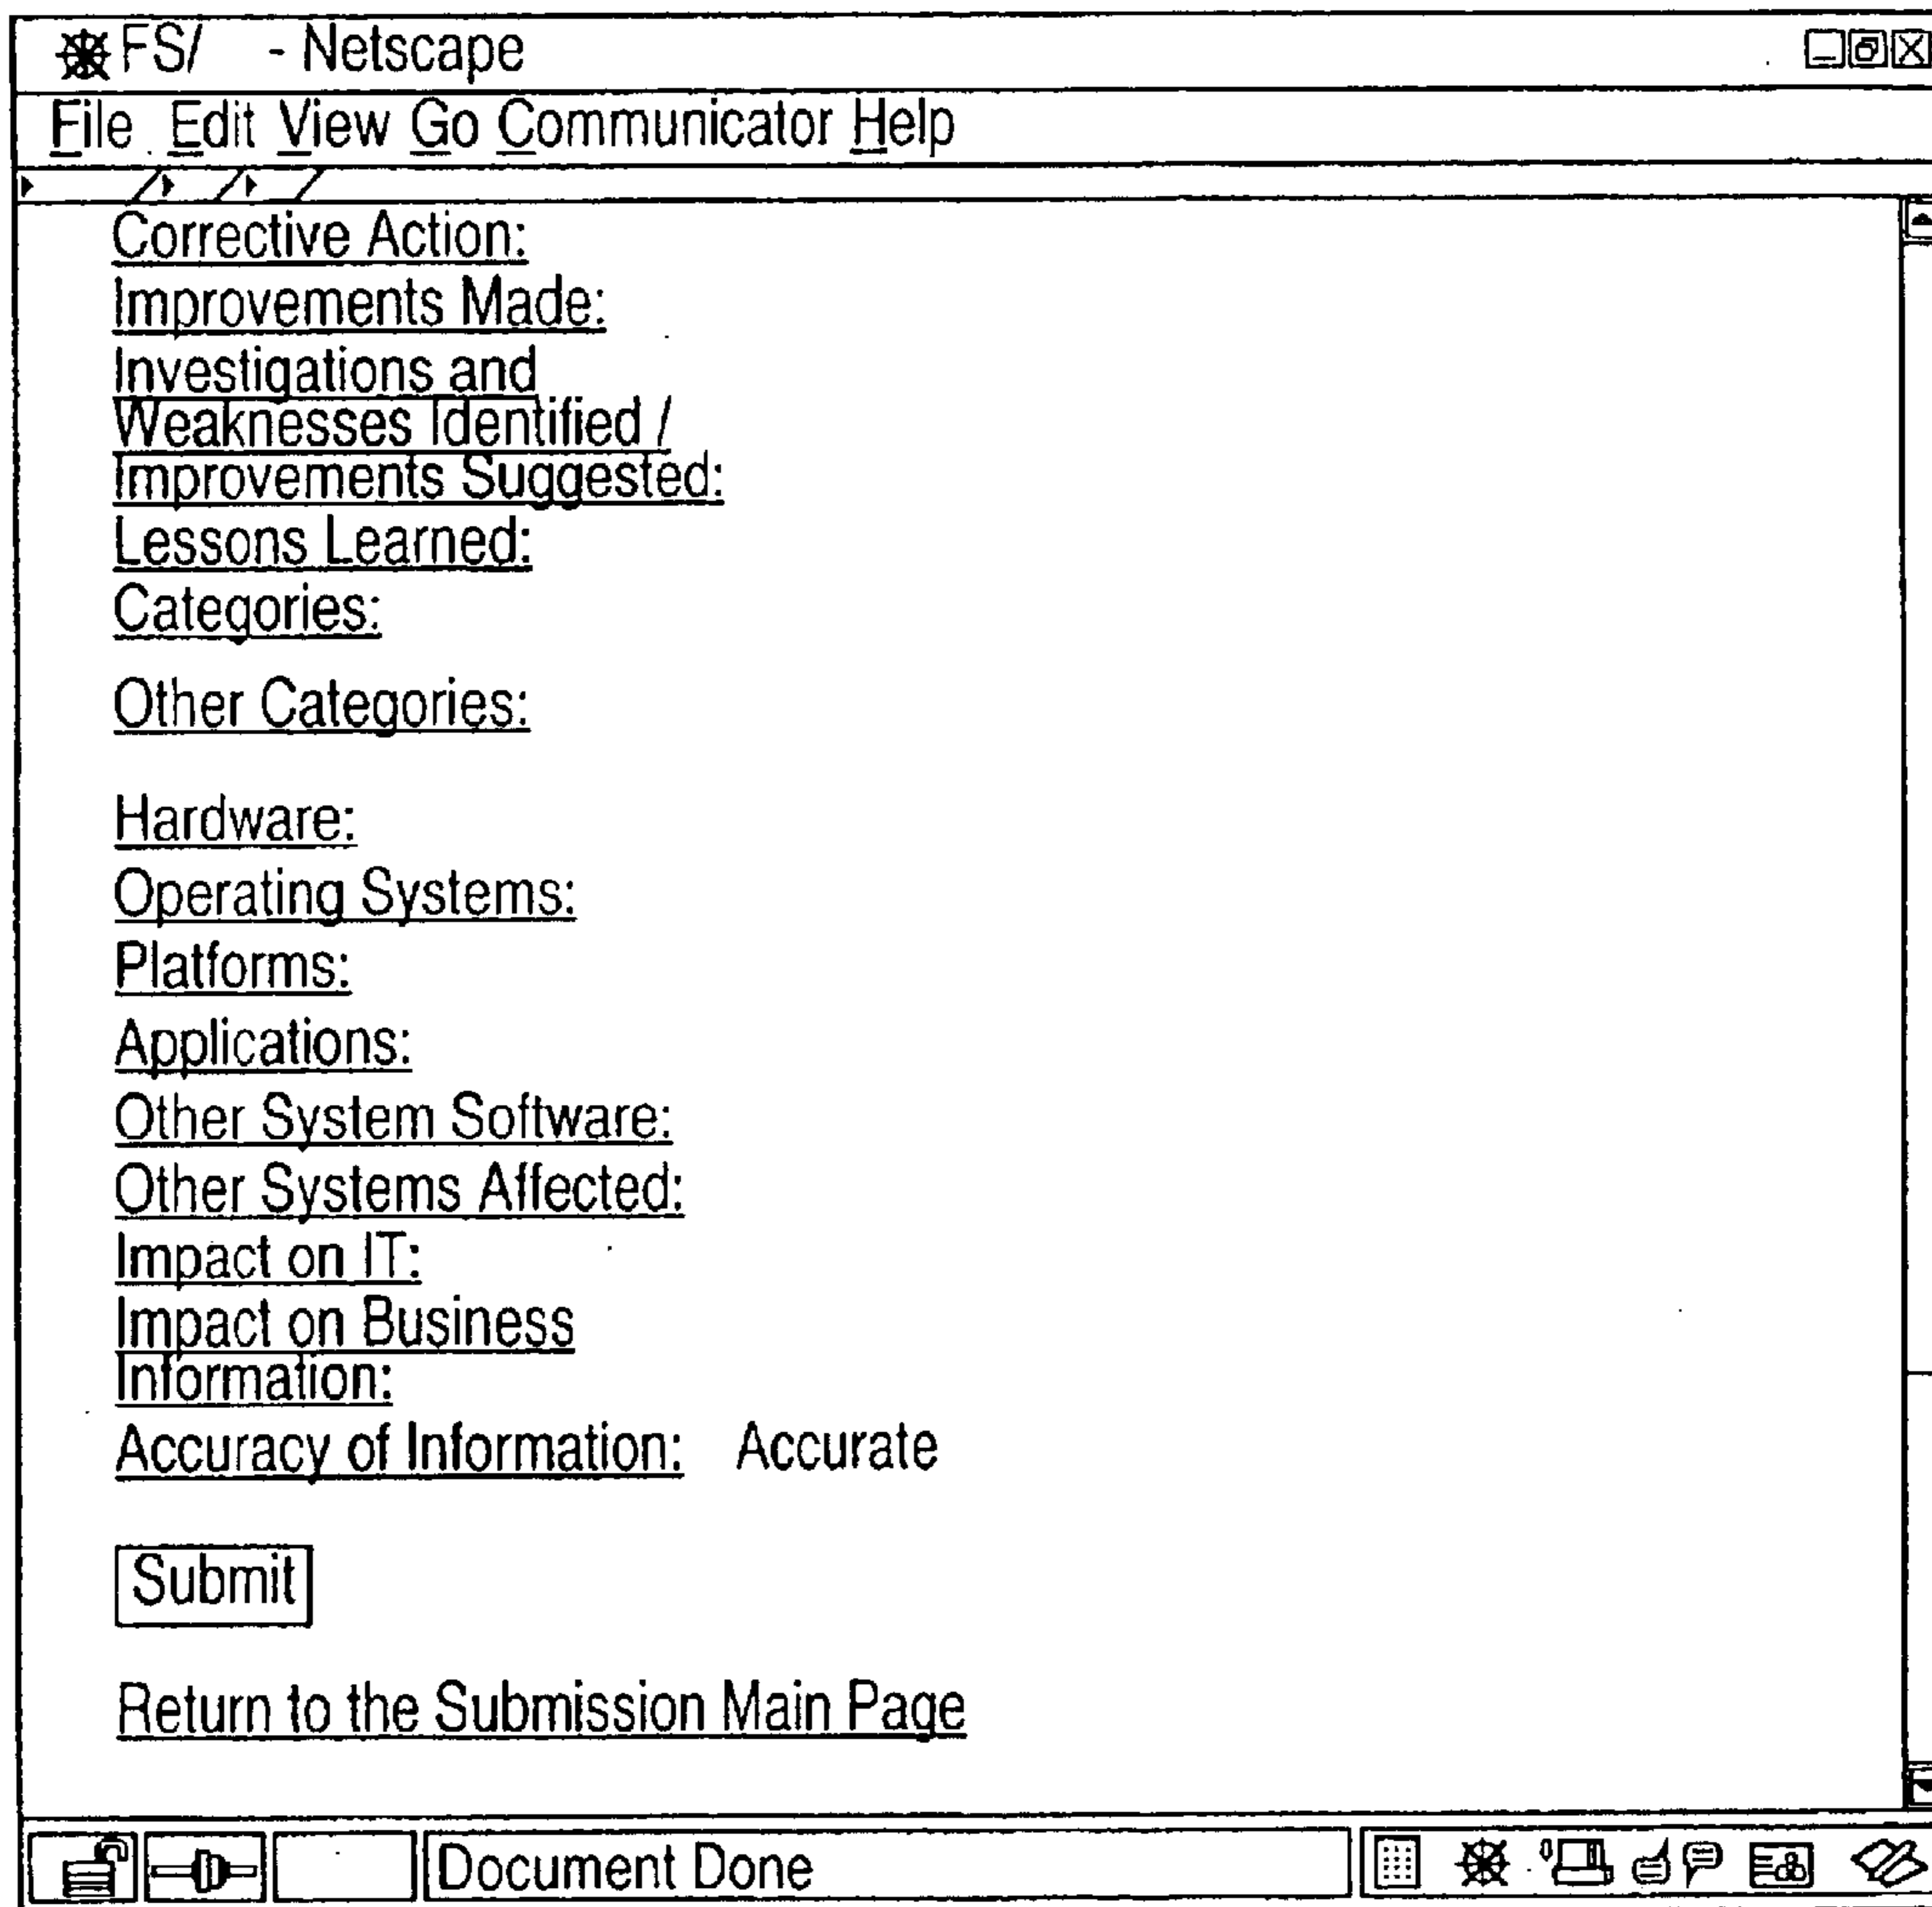 FS/ - Netscape
File Edit View Go Communicator Help
Corrective Action:
Improvements Made:
Investigations and
Weaknesses Identified /
Improvements Suggested:
Lessons Learned:
Categories:
Other Categories:
Hardware:
Operating Systems:
Platforms:
Applications:
Other System Software:
Other Systems Affected:
Impact on IT:
Impact on Business
Information:
Accuracy of Information: Accurate
Submit
Return to the Submission Main Page
Document Done